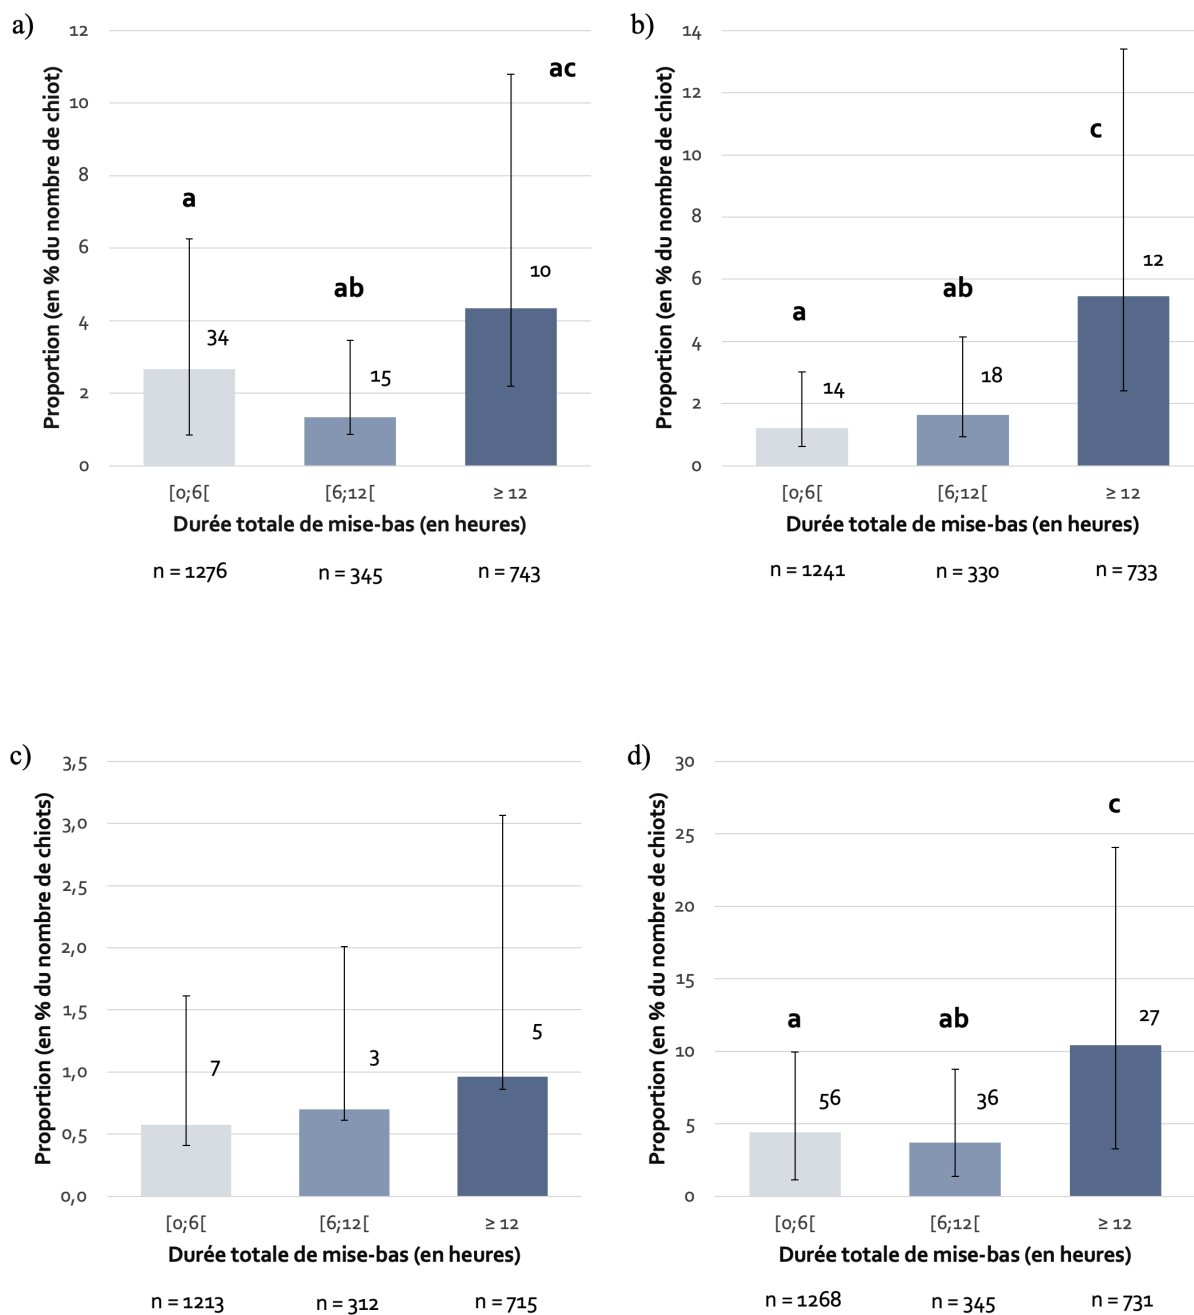 a)
Proportion (en % du nombre de chiot)
12
10
8
6
4
2
0
a
ab
ac
34
15
10
[0;6[ [6;12[ ≥ 12
Durée totale de mise-bas (en heures)
n = 1276 n = 345 n = 743
b)
Proportion (en % du nombre de chiot)
14
12
10
8
6
4
2
0
a
ab
c
14
18
12
[0;6[ [6;12[ ≥ 12
Durée totale de mise-bas (en heures)
n = 1241 n = 330 n = 733
c)
Proportion (en % du nombre de chiots)
3,5
3,0
2,5
2,0
1,5
1,0
0,5
0,0
7
3
5
[0;6[ [6;12[ ≥ 12
Durée totale de mise-bas (en heures)
n = 1213 n = 312 n = 715
d)
Proportion (en % du nombre de chiots)
30
25
20
15
10
5
0
a
ab
c
56
36
27
[0;6[ [6;12[ ≥ 12
Durée totale de mise-bas (en heures)
n = 1268 n = 345 n = 731